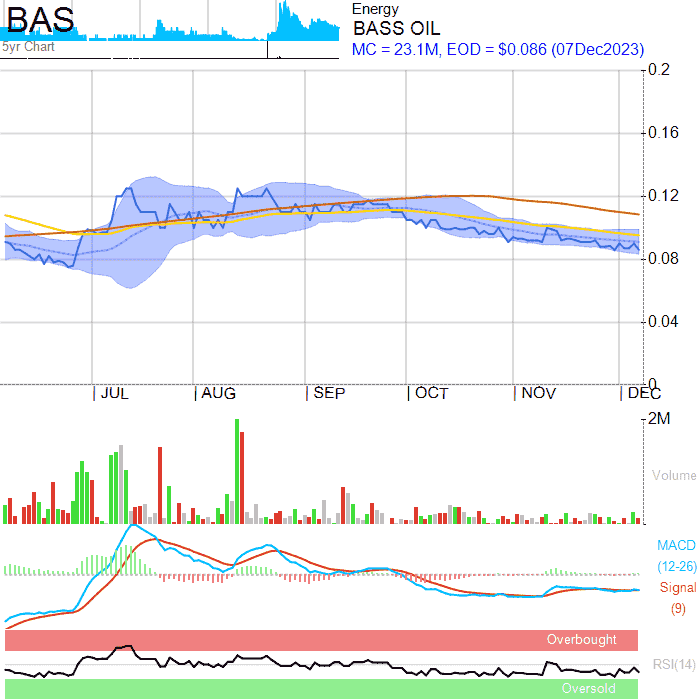 BAS
Energy
BASS OIL
5yr Chart
MC = 23.1M, EOD = $0.086 (07Dec2023)
0.2
0.16
0.12
0.08
0.04
0
JUL AUG SEP OCT NOV DEC
2M
Volume
MACD
(12-26)
Signal
(9)
Overbought
RSI(14)
Oversold